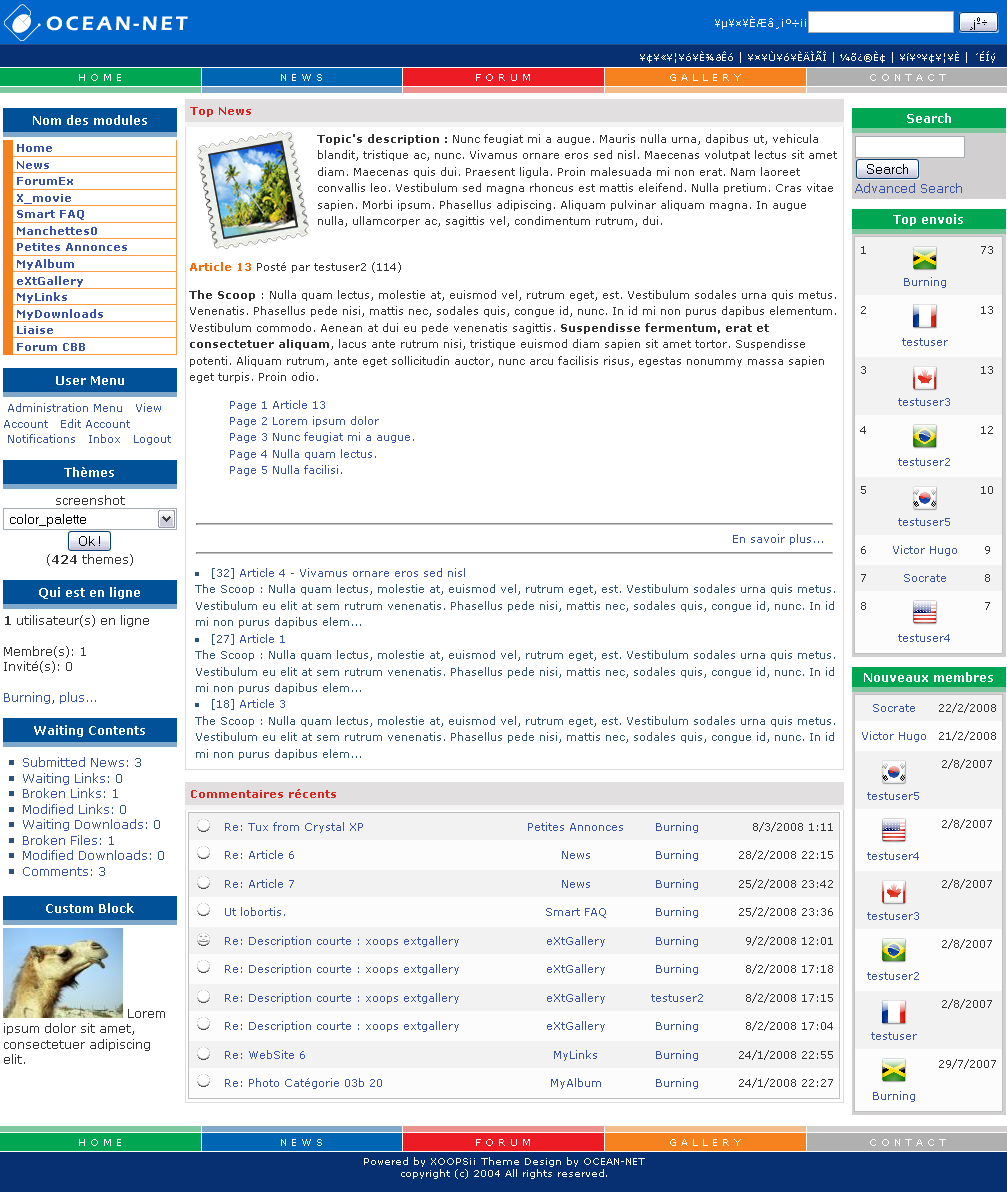 OCEAN-NET
HOME
NEWS
FORUM
GALLERY
CONTACT
Nom des modules
Home
News
ForumEx
X_movie
Smart FAQ
Manchettes0
Petites Annonces
MyAlbum
eXtGallery
MyLinks
MyDownloads
Liaise
Forum CBB
User Menu
Administration Menu View
Account Edit Account
Notifications Inbox Logout
Thèmes
screenshot
color_palette
Ok !
(424 themes)
Qui est en ligne
1 utilisateur(s) en ligne
Membre(s): 1
Invité(s): 0
Burning, plus...
Waiting Contents
Submitted News: 3
Waiting Links: 0
Broken Links: 1
Modified Links: 0
Waiting Downloads: 0
Broken Files: 1
Modified Downloads: 0
Comments: 3
Custom Block
Lorem
ipsum dolor sit amet,
consectetuer adipiscing
elit.
Top News
Topic's description : Nunc feugiat mi a augue. Mauris nulla urna, dapibus ut, vehicula
blandit, tristique ac, nunc. Vivamus ornare eros sed nisl. Maecenas volutpat lectus sit amet
diam. Maecenas quis dui. Praesent ligula. Proin malesuada mi non erat. Nam laoreet
convallis leo. Vestibulum sed magna rhoncus est mattis eleifend. Nulla pretium. Cras vitae
sapien. Morbi ipsum. Phasellus adipiscing. Aliquam pulvinar aliquam magna. In augue
nulla, ullamcorper ac, sagittis vel, condimentum rutrum, dui.
Article 13 Posté par testuser2 (114)
The Scoop : Nulla quam lectus, molestie at, euismod vel, rutrum eget, est. Vestibulum sodales urna quis metus.
Venenatis. Phasellus pede nisi, mattis nec, sodales quis, congue id, nunc. In id mi non purus dapibus elementum.
Vestibulum commodo. Aenean at dui eu pede venenatis sagittis. Suspendisse fermentum, erat et
consectetuer aliquam, lacus ante rutrum nisi, tristique euismod diam sapien sit amet tortor. Suspendisse
potenti. Aliquam rutrum, ante eget sollicitudin auctor, nunc arcu facilisis risus, egestas nonummy massa sapien
eget turpis. Proin odio.
Page 1 Article 13
Page 2 Lorem ipsum dolor
Page 3 Nunc feugiat mi a augue.
Page 4 Nulla quam lectus.
Page 5 Nulla facilisi.
En savoir plus...
[32] Article 4 - Vivamus ornare eros sed nisl
The Scoop : Nulla quam lectus, molestie at, euismod vel, rutrum eget, est. Vestibulum sodales urna quis metus.
Vestibulum eu elit at sem rutrum venenatis. Phasellus pede nisi, mattis nec, sodales quis, congue id, nunc. In id
mi non purus dapibus elem...
[27] Article 1
The Scoop : Nulla quam lectus, molestie at, euismod vel, rutrum eget, est. Vestibulum sodales urna quis metus.
Vestibulum eu elit at sem rutrum venenatis. Phasellus pede nisi, mattis nec, sodales quis, congue id, nunc. In id
mi non purus dapibus elem...
[18] Article 3
The Scoop : Nulla quam lectus, molestie at, euismod vel, rutrum eget, est. Vestibulum sodales urna quis metus.
Vestibulum eu elit at sem rutrum venenatis. Phasellus pede nisi, mattis nec, sodales quis, congue id, nunc. In id
mi non purus dapibus elem...
Commentaires récents
Re: Tux from Crystal XP Petites Annonces Burning 8/3/2008 1:11
Re: Article 6 News Burning 28/2/2008 22:15
Re: Article 7 News Burning 25/2/2008 23:42
Ut lobortis. Smart FAQ Burning 25/2/2008 23:36
Re: Description courte : xoops extgallery eXtGallery Burning 9/2/2008 12:01
Re: Description courte : xoops extgallery eXtGallery Burning 8/2/2008 17:18
Re: Description courte : xoops extgallery eXtGallery testuser2 8/2/2008 17:15
Re: Description courte : xoops extgallery eXtGallery Burning 8/2/2008 17:04
Re: WebSite 6 MyLinks Burning 24/1/2008 22:55
Re: Photo Catégorie 03b 20 MyAlbum Burning 24/1/2008 22:27
Search
Search
Advanced Search
Top envois
1 Burning 73
2 testuser 13
3 testuser3 13
4 testuser2 12
5 testuser5 10
6 Victor Hugo 9
7 Socrate 8
8 testuser4 7
Nouveaux membres
Socrate 22/2/2008
Victor Hugo 21/2/2008
testuser5 2/8/2007
testuser4 2/8/2007
testuser3 2/8/2007
testuser2 2/8/2007
testuser 2/8/2007
Burning 29/7/2007
HOME
NEWS
FORUM
GALLERY
CONTACT
Powered by XOOPSii Theme Design by OCEAN-NET
copyright (c) 2004 All rights reserved.